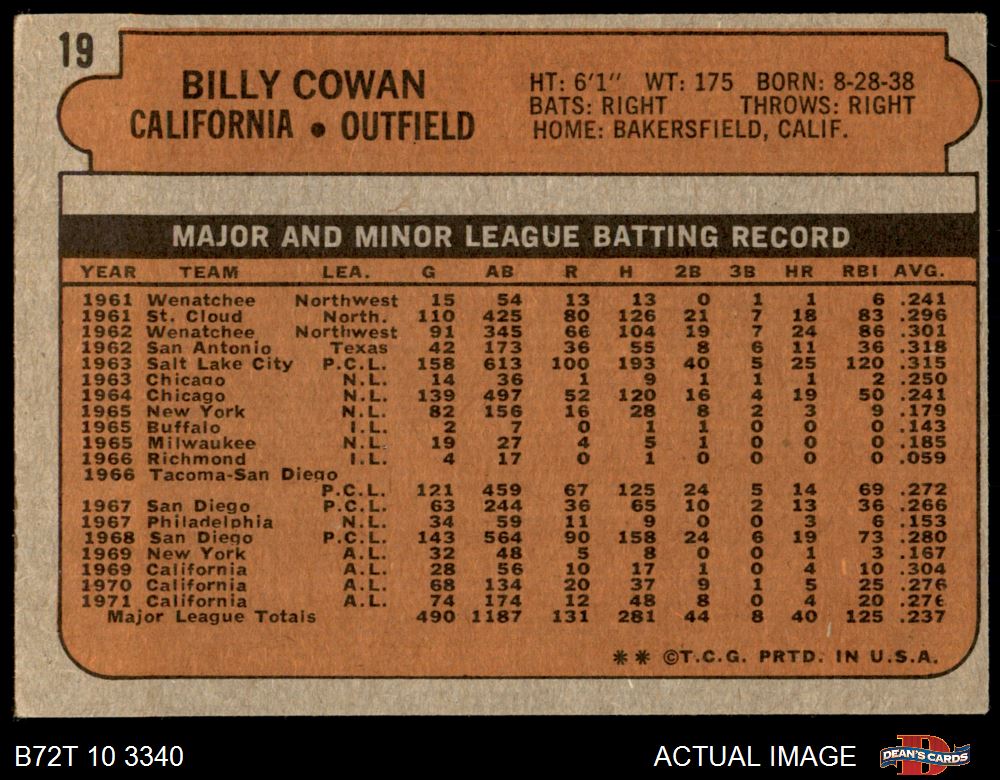 19
BILLY COWAN
CALIFORNIA • OUTFIELD
HT: 6'1" WT: 175 BORN: 8-28-38
BATS: RIGHT THROWS: RIGHT
HOME: BAKERSFIELD, CALIF.
MAJOR AND MINOR LEAGUE BATTING RECORD
YEAR TEAM LEA. G AB R H 2B 3B HR RBI AVG.
1961 Wenatchee Northwest 15 54 13 13 0 1 1 6 .241
1961 St. Cloud North. 110 425 80 126 21 7 18 83 .296
1962 Wenatchee Northwest 91 345 66 104 19 7 24 86 .301
1962 San Antonio Texas 42 173 36 55 8 6 11 36 .318
1963 Salt Lake City P.C.L. 158 613 100 193 40 5 25 120 .315
1963 Chicago N.L. 14 36 1 9 1 1 1 2 .250
1964 Chicago N.L. 139 497 52 120 16 4 19 50 .241
1965 New York N.L. 82 156 16 28 8 2 3 9 .179
1965 Buffalo I.L. 2 7 0 1 1 0 0 0 .143
1965 Milwaukee N.L. 19 27 4 5 1 0 0 0 .185
1966 Richmond I.L. 4 17 0 1 0 0 0 0 .059
1966 Tacoma-San Diego
P.C.L. 121 459 67 125 24 5 14 69 .272
1967 San Diego P.C.L. 63 244 36 65 10 2 13 36 .266
1967 Philadelphia N.L. 34 59 11 9 0 0 3 6 .153
1968 San Diego P.C.L. 143 564 90 158 24 6 19 73 .280
1969 New York A.L. 32 48 5 8 0 0 1 3 .167
1969 California A.L. 28 56 10 17 1 0 4 10 .304
1970 California A.L. 68 134 20 37 9 1 5 25 .276
1971 California A.L. 74 174 12 48 8 0 4 20 .276
Major League Totals 490 1187 131 281 44 8 40 125 .237
** ©T.C.G. PRTD. IN U.S.A.
B72T 10 3340
ACTUAL IMAGE
DEAN'S CARDS